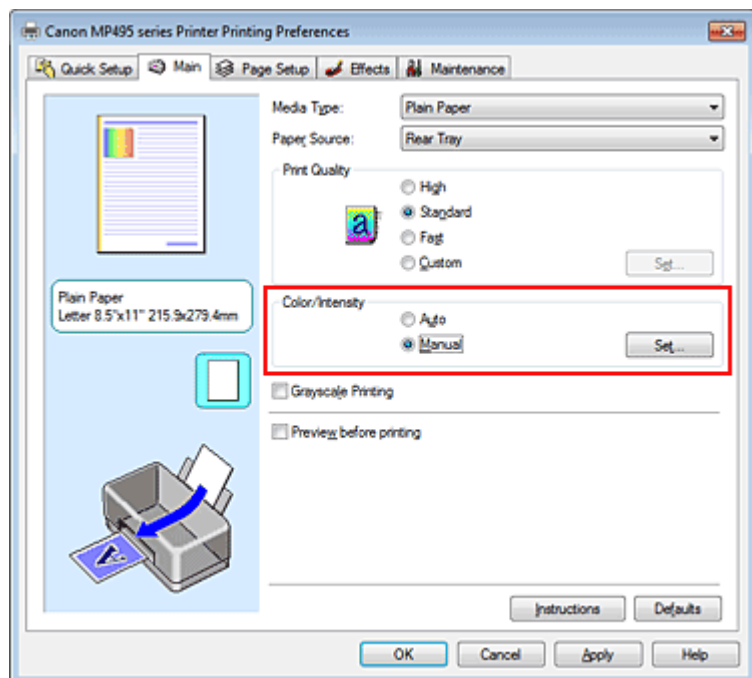 Canon MP495 series Printer Printing Preferences
Quick Setup Main Page Setup Effects Maintenance
Media Type: Plain Paper
Paper Source: Rear Tray
Print Quality
High
a Standard
Fast
Custom Set...
Plain Paper
Letter 8.5"x11" 215.9x279.4mm
Color/Intensity
Auto
Manual Set...
Grayscale Printing
Preview before printing
A
Instructions Defaults
OK Cancel Apply Help